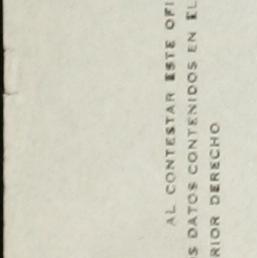 AL CONTESTAR ESTE OFI
S DATOS CONTENIDOS EN EL
RIOR DERECHO